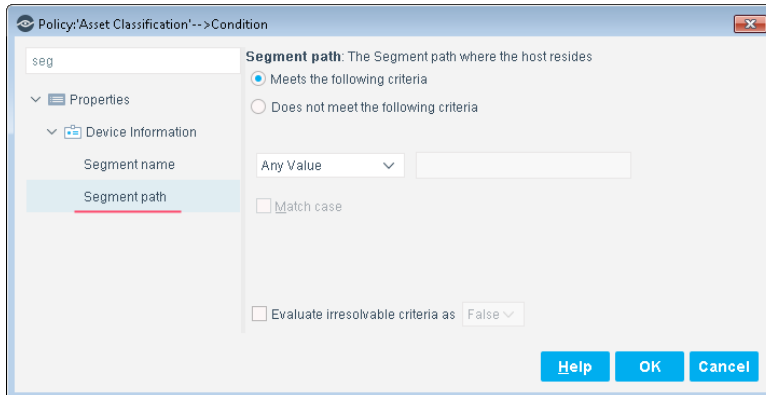 Policy:'Asset Classification'-->Condition
seg
Properties
Device Information
Segment name
Segment path
Segment path: The Segment path where the host resides
Meets the following criteria
Does not meet the following criteria
Any Value
Match case
Evaluate irresolvable criteria as False
Help OK Cancel